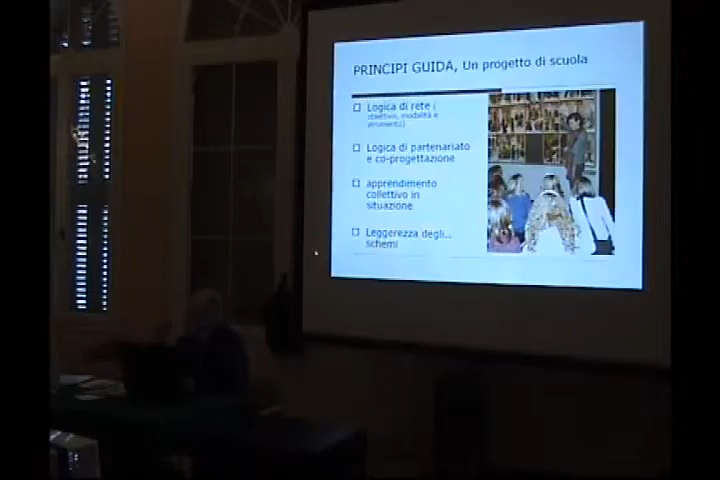 PRINCIPI GUIDA, Un progetto di scuola
Logica di rete (
obiettivo, modalità e
strumenti)
Logica di partenariato
e co-progettazione
apprendimento
collettivo in
situazione
Leggerezza degli..
schemi